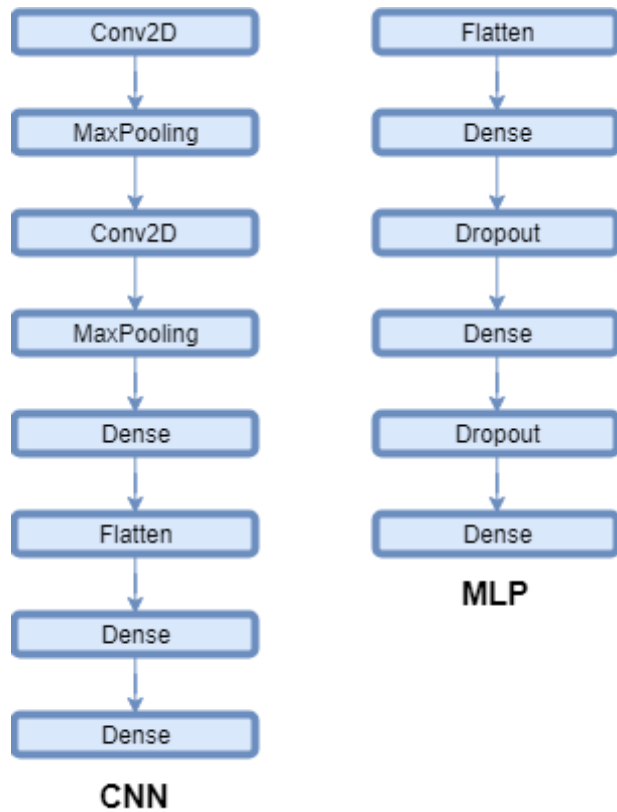 Conv2D
MaxPooling
Conv2D
MaxPooling
Dense
Flatten
Dense
Dense
CNN
Flatten
Dense
Dropout
Dense
Dropout
Dense
MLP